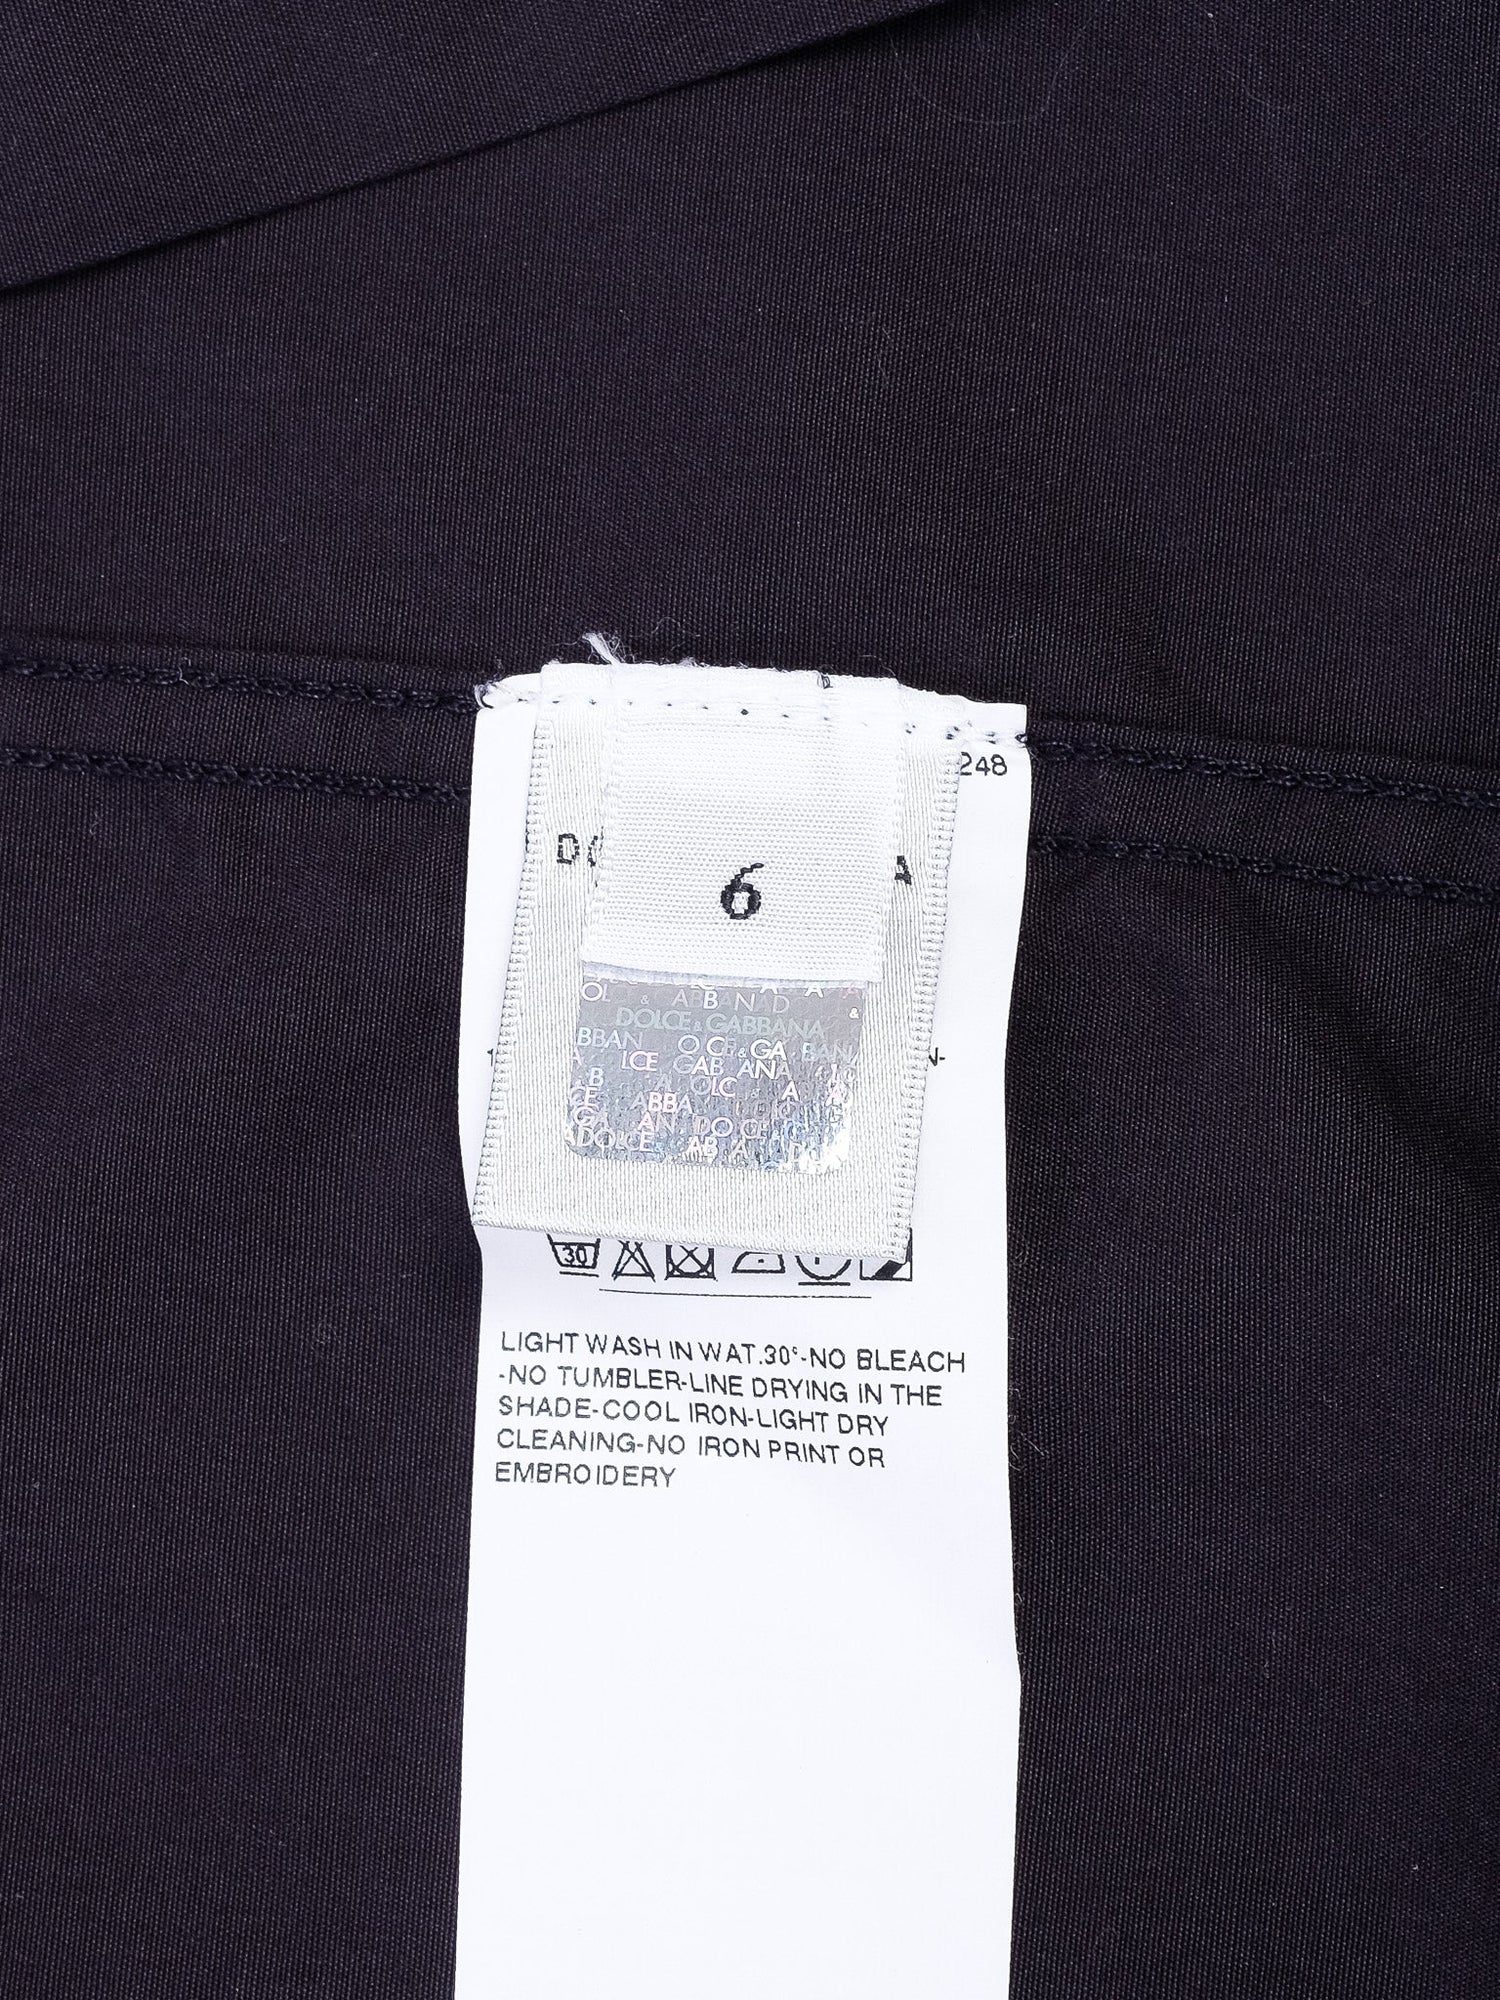 248
6
DOLCE & GABBANA
30
LIGHT WASH IN WAT.30°-NO BLEACH
-NO TUMBLER-LINE DRYING IN THE
SHADE-COOL IRON-LIGHT DRY
CLEANING-NO IRON PRINT OR
EMBROIDERY